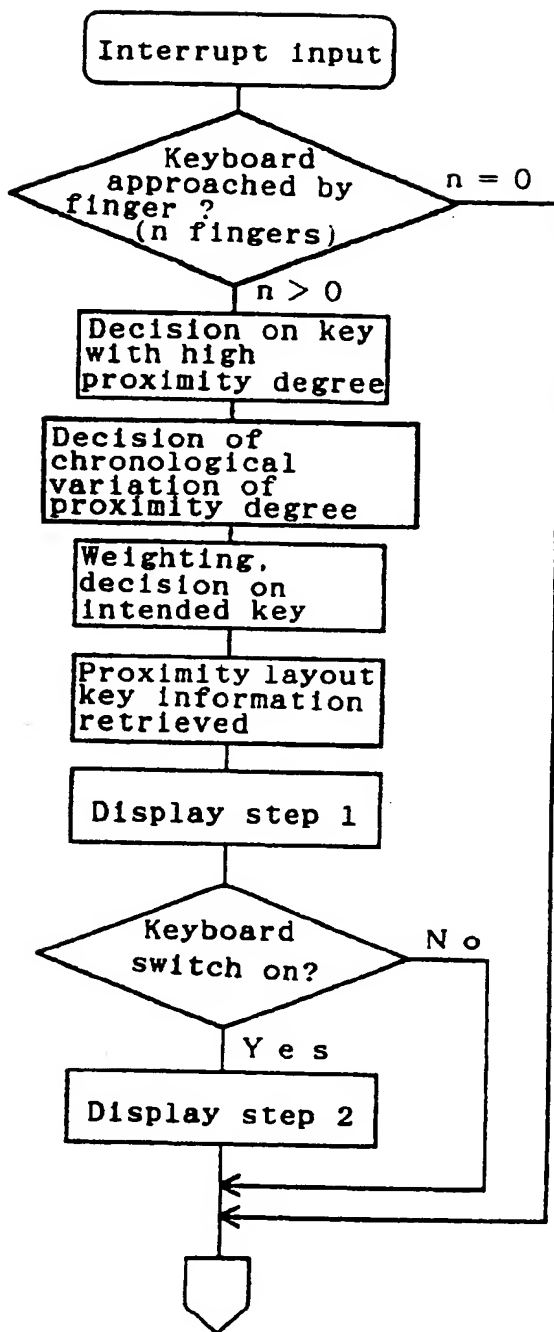 Interrupt input
Keyboard
approached by
finger ?
(n fingers)
n = 0
n > 0
Decision on key
with high
proximity degree
Decision of
chronological
variation of
proximity degree
Weighting,
decision on
intended key
Proximity layout
key information
retrieved
Display step 1
Keyboard
switch on?
No
Yes
Display step 2